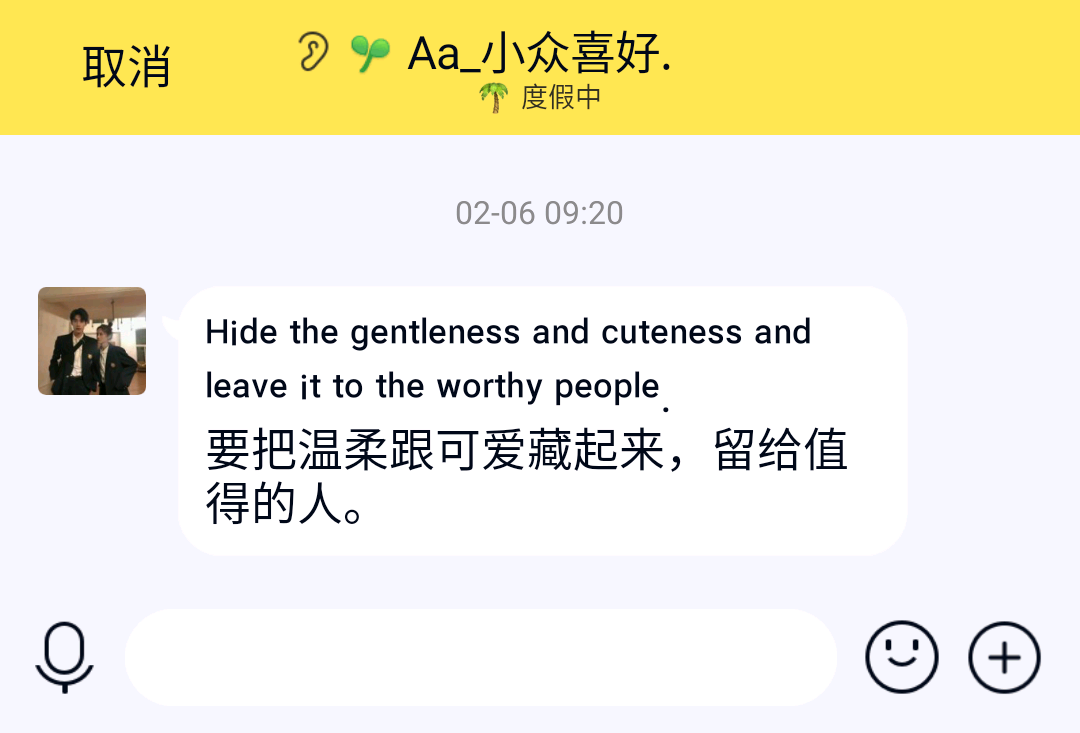 取消
Aa_小众喜好.
度假中
02-06 09:20
Hide the gentleness and cuteness and
leave it to the worthy people.
要把温柔跟可爱藏起来，留给值
得的人。